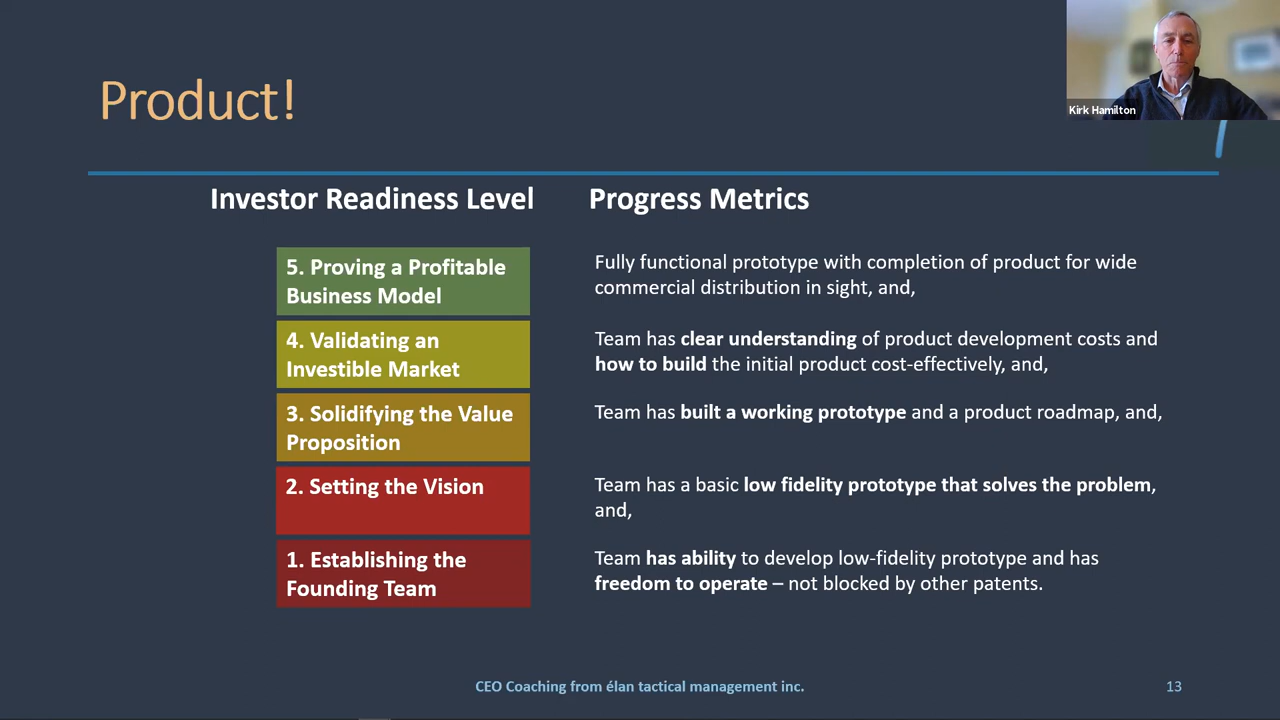 Product!
Kirk Hamilton
Investor Readiness Level
Progress Metrics
5. Proving a Profitable
Business Model
Fully functional prototype with completion of product for wide
commercial distribution in sight, and,
4. Validating an
Investible Market
Team has clear understanding of product development costs and
how to build the initial product cost-effectively, and,
3. Solidifying the Value
Proposition
Team has built a working prototype and a product roadmap, and,
2. Setting the Vision
Team has a basic low fidelity prototype that solves the problem,
and,
1. Establishing the
Founding Team
Team has ability to develop low-fidelity prototype and has
freedom to operate – not blocked by other patents.
CEO Coaching from élan tactical management inc.
13